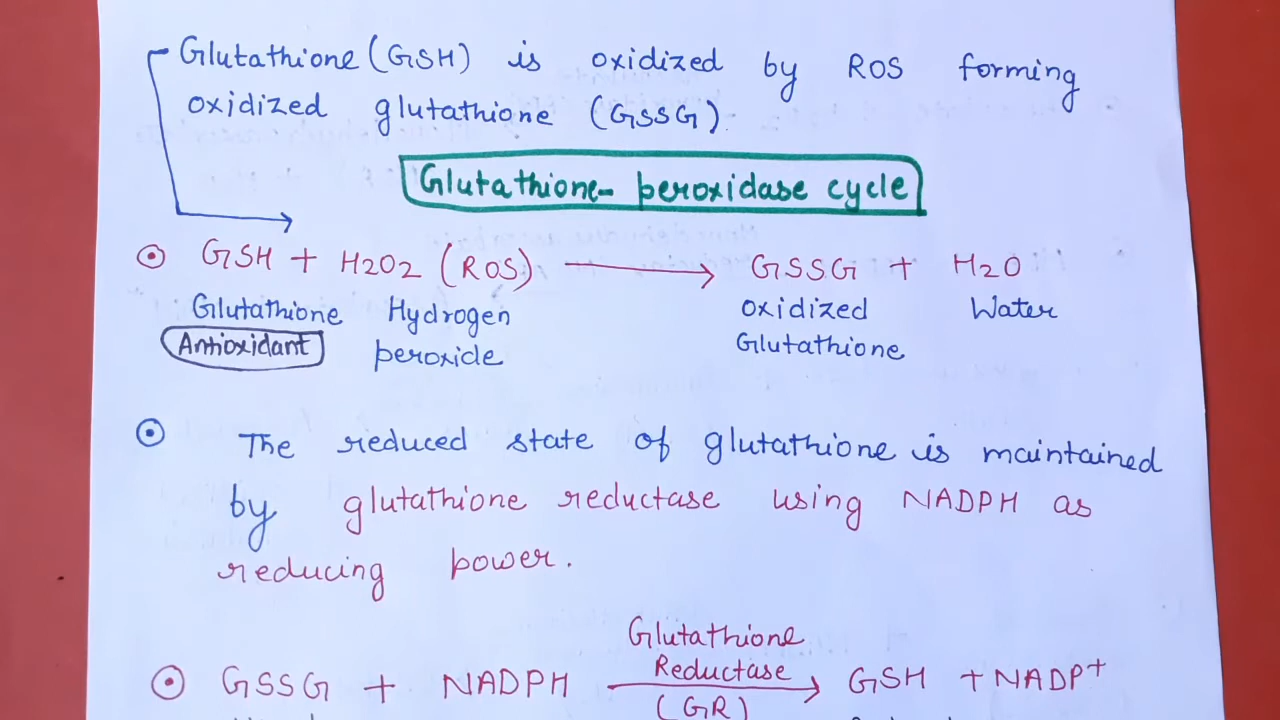 Glutathione (GSH) is oxidized by ROS forming
oxidized glutathione (GSSG).
Glutathione- peroxidase cycle
GSH + H2O2 (ROS) → GSSG + H2O
Glutathione Hydrogen oxidized Water
Antioxidant peroxide Glutathione
The reduced state of glutathione is maintained
by glutathione reductase using NADPH as
reducing power.
Glutathione
Reductase
GSSG + NADPH → GSH + NADP+
(GR)